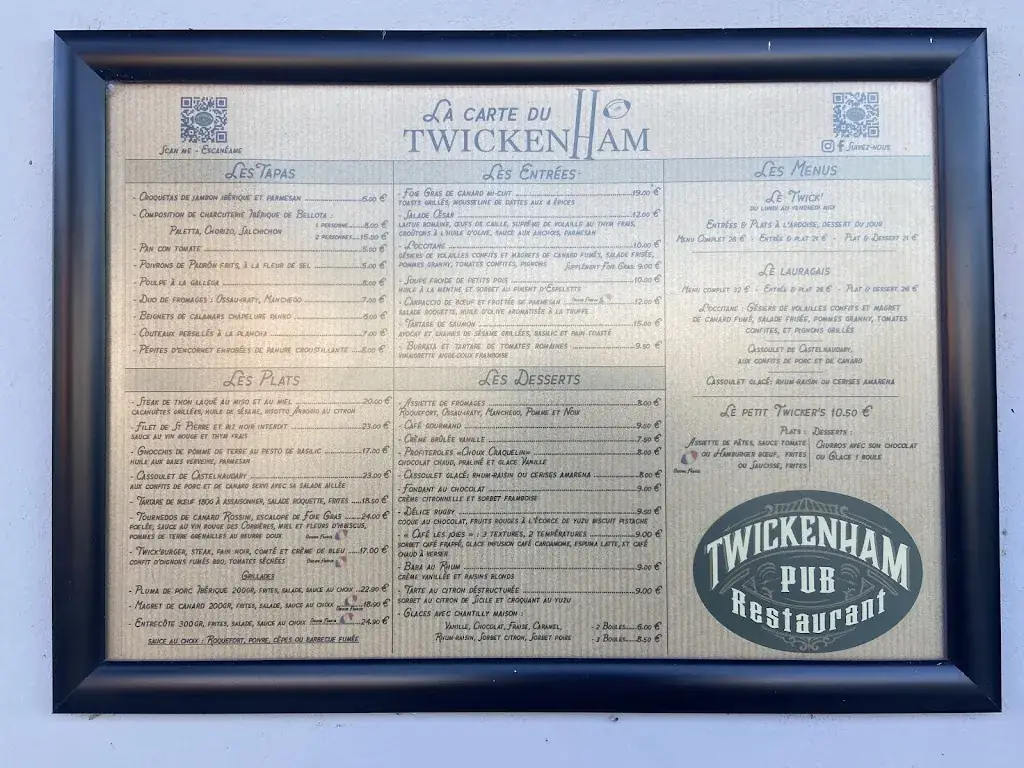 La carte du
TWICKENHAM
Scan me - Escanéame
Suivez-nous
Les Tapas
- Croquetas de jambon ibérique et parmesan 6.00 €
- Composition de charcuterie Ibérique de Bellota :
1 personne 8.00 €
Paletta, Chorizo, Salchichon
2 personnes 15.00 €
- Pan con tomate 5.00 €
- Poivrons de Padrón frits, à la fleur de sel 5.00 €
- Poulpe à la gallega 8.00 €
- Duo de fromages : Ossau-Iraty, Manchego 7.00 €
- Beignets de calamars chapelure panko 6.00 €
- Couteaux persillés à la plancha 7.00 €
- Pépites d'encornet enrobées de panure croustillante 8.00 €
Les Plats
- Steak de thon laqué au miso et au miel 20.00 €
cacahuètes grillées, huile de sésame, risotto Arborio au citron
- Filet de St Pierre et riz noir interdit 23.00 €
sauce au vin rouge et thym frais
- Gnocchis de pomme de terre au pesto de basilic 17.00 €
huile aux baies verveine, parmesan
- Cassoulet de Castelnaudary 23.00 €
aux confits de porc et de canard servi avec sa salade aillée
- Tartare de bœuf 180g à assaisonner, salade roquette, frites 18.50 €
- Tournedos de canard Rossini, escalope de Foie Gras 24.00 €
poêlée, sauce au vin rouge des Corbières, miel et fleurs d'hibiscus,
pommes de terre grenailles au beurre doux
- Twick'burger, steak, pain noir, comté et crème de bleu 17.00 €
confit d'oignons fumés bbq, tomates séchées
Grillades
- Pluma de porc Ibérique 200gr, frites, salade, sauce au choix 22.90 €
- Magret de canard 200gr, frites, salade, sauce au choix 18.90 €
- Entrecôte 300gr, frites, salade, sauce au choix 24.90 €
sauce au choix : Roquefort, poivre, cèpes ou barbecue fumée
Les Entrées
- Foie Gras de canard mi-cuit 19.00 €
toasts grillés, mousseline de dattes aux 4 épices
- Salade César 12.00 €
laitue romaine, œufs de caille, suprême de volaille au thym frais,
croûtons à l'huile d'olive, sauce aux anchois, parmesan
- L'occitane 10.00 €
gésiers de volailles confits et magrets de canard fumés, salade frisée,
pommes granny, tomates confites, pignons Supplément Foie Gras 9.00 €
- Soupe froide de petits pois 10.00 €
huile à la menthe et sorbet au piment d'Espelette
- Carpaccio de bœuf et frottée de parmesan 12.00 €
salade roquette, huile d'olive aromatisée à la truffe
- Tartare de saumon 15.00 €
avocat et graines de sésame grillées, basilic et pain toasté
- Burrata et tartare de tomates romaines 9.50 €
vinaigrette aigre-doux framboise
Les Desserts
- Assiette de fromages 8.00 €
Roquefort, Ossau-Iraty, Manchego, Pomme et Noix
- Café gourmand 9.50 €
- Crème brûlée vanille 7.50 €
- Profiteroles «Choux Craquelin» 8.00 €
chocolat chaud, praliné et glace Vanille
- Cassoulet glacé: rhum-raisin ou cerises amarena 8.00 €
- Fondant au chocolat 9.00 €
crème citronnelle et sorbet framboise
- Délice rugby 9.50 €
coque au chocolat, fruits rouges à l'écorce de yuzu biscuit pistache
- « Café les joies » : 3 textures, 2 températures 9.00 €
sorbet café frappé, glace infusion café cardamome, espuma latte, et café
chaud à verser
- Baba au Rhum 9.00 €
crème vanillée et raisins blonds
- Tarte au citron déstructurée 9.00 €
sorbet au citron de Sicile et croquant au yuzu
- Glaces avec chantilly maison :
Vanille, Chocolat, Fraise, Caramel, - 2 Boules 6.00 €
Rhum-raisin, Sorbet citron, Sorbet poire - 3 Boules 8.50 €
Les Menus
Le Twick'
du lundi au vendredi midi
Entrées & Plats à l'ardoise, dessert du jour
Menu Complet 26 € - Entrée & plat 21 € - Plat & Dessert 21 €
Le Lauragais
Menu complet 32 € - Entrée & plat 26 € - Plat & dessert 26 €
L'occitane : Gésiers de volailles confits et magret
de canard fumé, salade frisée, pommes granny, tomates
confites, et pignons grillés
Cassoulet de Castelnaudary,
aux confits de porc et de canard
Cassoulet glacé: rhum-raisin ou cerises amarena
Le petit Twicker's 10.50 €
Plats : Desserts :
Assiette de pâtes, sauce tomate Churros avec son chocolat
ou Hamburger bœuf, frites ou Glace 1 boule
ou Saucisse, frites
TWICKENHAM
PUB
Restaurant